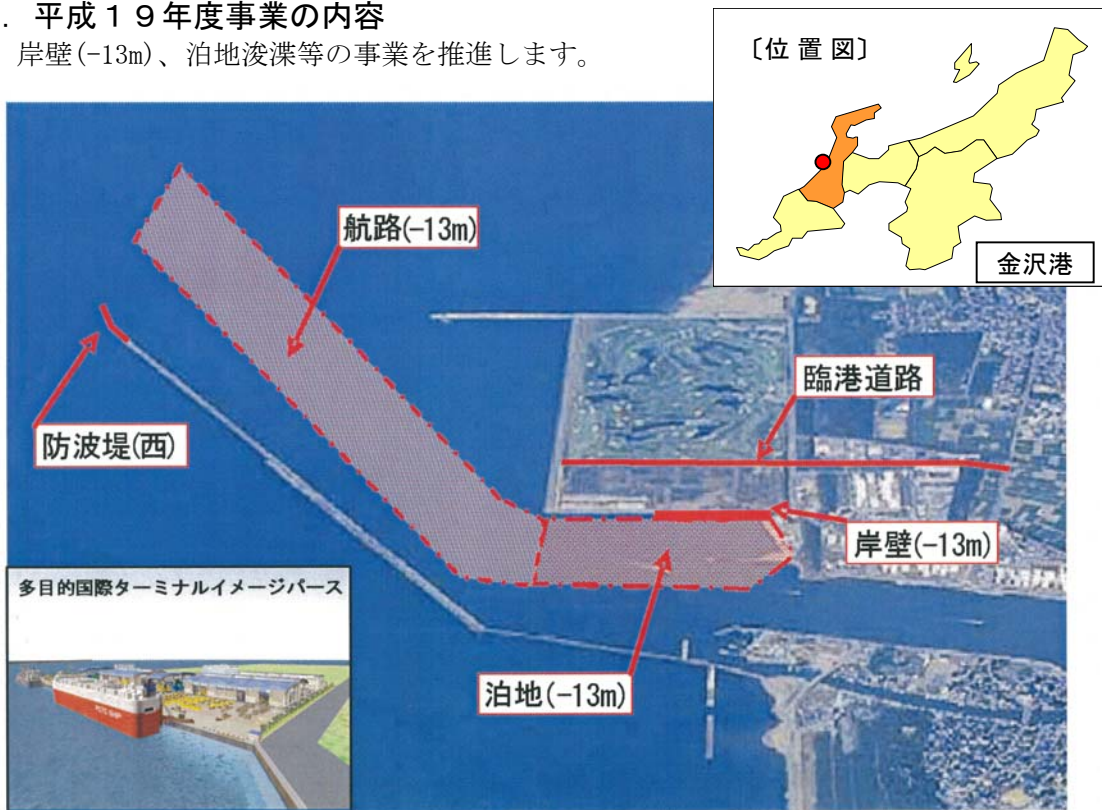 . 平成１９年度事業の内容
岸壁(-13m)、泊地浚渫等の事業を推進します。
〔位 置 図〕
金沢港
航路(-13m)
臨港道路
防波堤(西)
岸壁(-13m)
多目的国際ターミナルイメージパース
泊地(-13m)